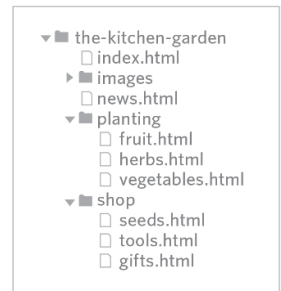 the-kitchen-garden
index.html
images
news.html
planting
fruit.html
herbs.html
vegetables.html
shop
seeds.html
tools.html
gifts.html